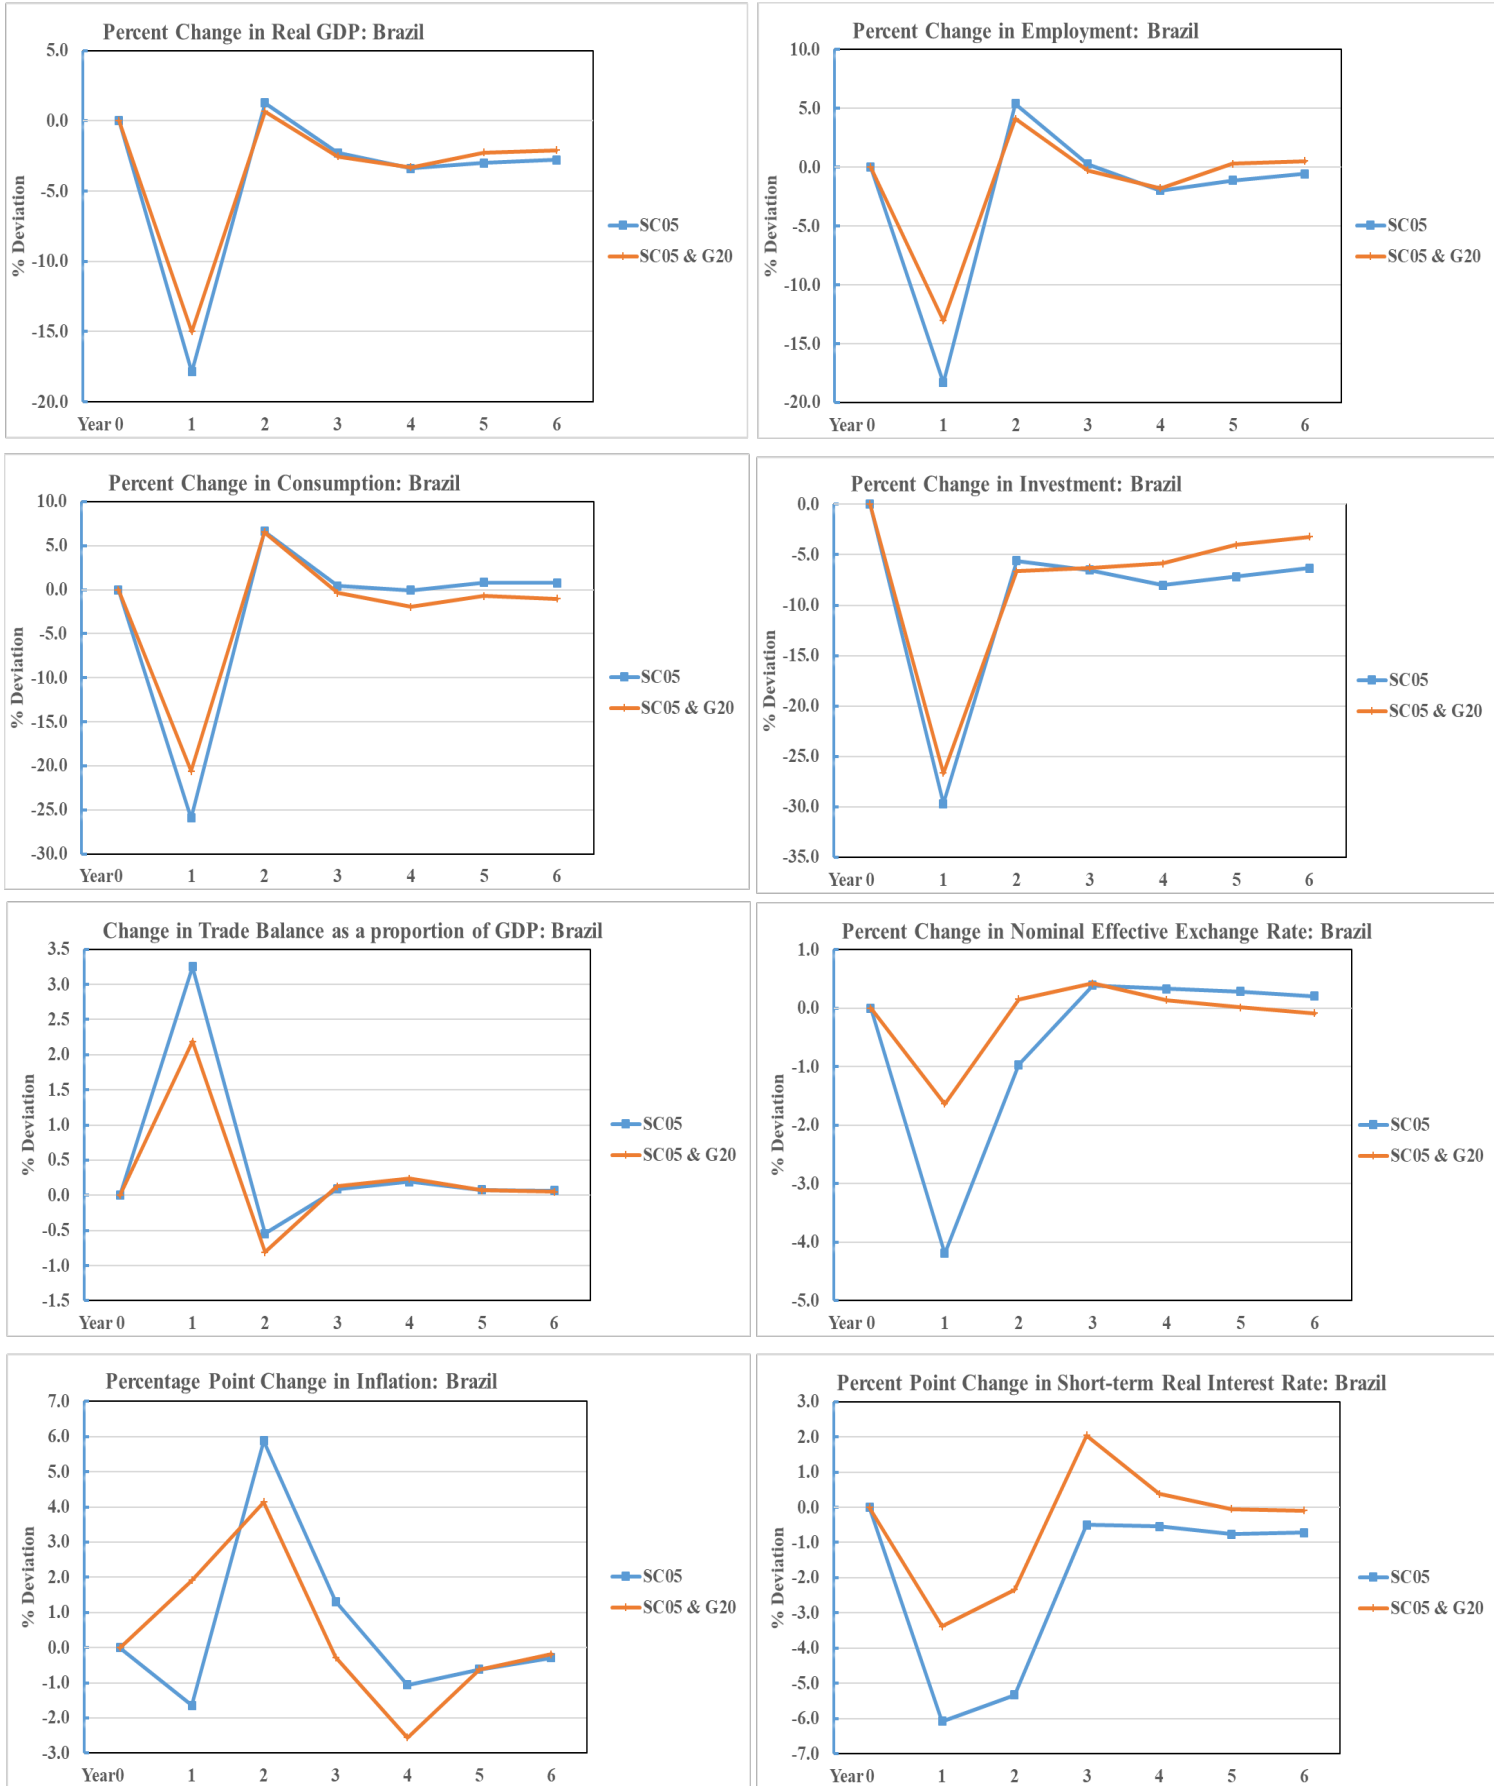 Percent Change in Real GDP: Brazil
5.0
0.0
-5.0
-10.0
-15.0
-20.0
% Deviation
Year 0 1 2 3 4 5 6
SC05
SC05 & G20
Percent Change in Employment: Brazil
10.0
5.0
0.0
-5.0
-10.0
-15.0
-20.0
% Deviation
Year 0 1 2 3 4 5 6
SC05
SC05 & G20
Percent Change in Consumption: Brazil
10.0
5.0
0.0
-5.0
-10.0
-15.0
-20.0
-25.0
-30.0
% Deviation
Year 0 1 2 3 4 5 6
SC05
SC05 & G20
Percent Change in Investment: Brazil
0.0
-5.0
-10.0
-15.0
-20.0
-25.0
-30.0
-35.0
% Deviation
Year 0 1 2 3 4 5 6
SC05
SC05 & G20
Change in Trade Balance as a proportion of GDP: Brazil
3.5
3.0
2.5
2.0
1.5
1.0
0.5
0.0
-0.5
-1.0
-1.5
% Deviation
Year 0 1 2 3 4 5 6
SC05
SC05 & G20
Percent Change in Nominal Effective Exchange Rate: Brazil
1.0
0.0
-1.0
-2.0
-3.0
-4.0
-5.0
% Deviation
Year 0 1 2 3 4 5 6
SC05
SC05 & G20
Percentage Point Change in Inflation: Brazil
7.0
6.0
5.0
4.0
3.0
2.0
1.0
0.0
-1.0
-2.0
-3.0
% Deviation
Year 0 1 2 3 4 5 6
SC05
SC05 & G20
Percent Point Change in Short-term Real Interest Rate: Brazil
3.0
2.0
1.0
0.0
-1.0
-2.0
-3.0
-4.0
-5.0
-6.0
-7.0
% Deviation
Year 0 1 2 3 4 5 6
SC05
SC05 & G20